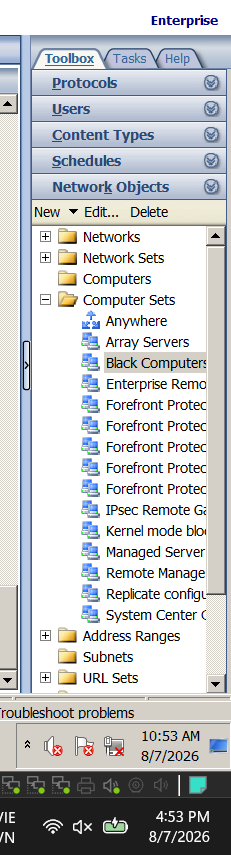 Enterprise
Toolbox Tasks Help
Protocols
Users
Content Types
Schedules
Network Objects
New Edit... Delete
Networks
Network Sets
Computers
Computer Sets
Anywhere
Array Servers
Black Computers
Enterprise Remo
Forefront Protec
Forefront Protec
Forefront Protec
Forefront Protec
Forefront Protec
IPsec Remote Ga
Kernel mode bloc
Managed Server
Remote Manage
Replicate configu
System Center O
Address Ranges
Subnets
URL Sets
Troubleshoot problems
10:53 AM
8/7/2026
VIE
VN
4:53 PM
8/7/2026